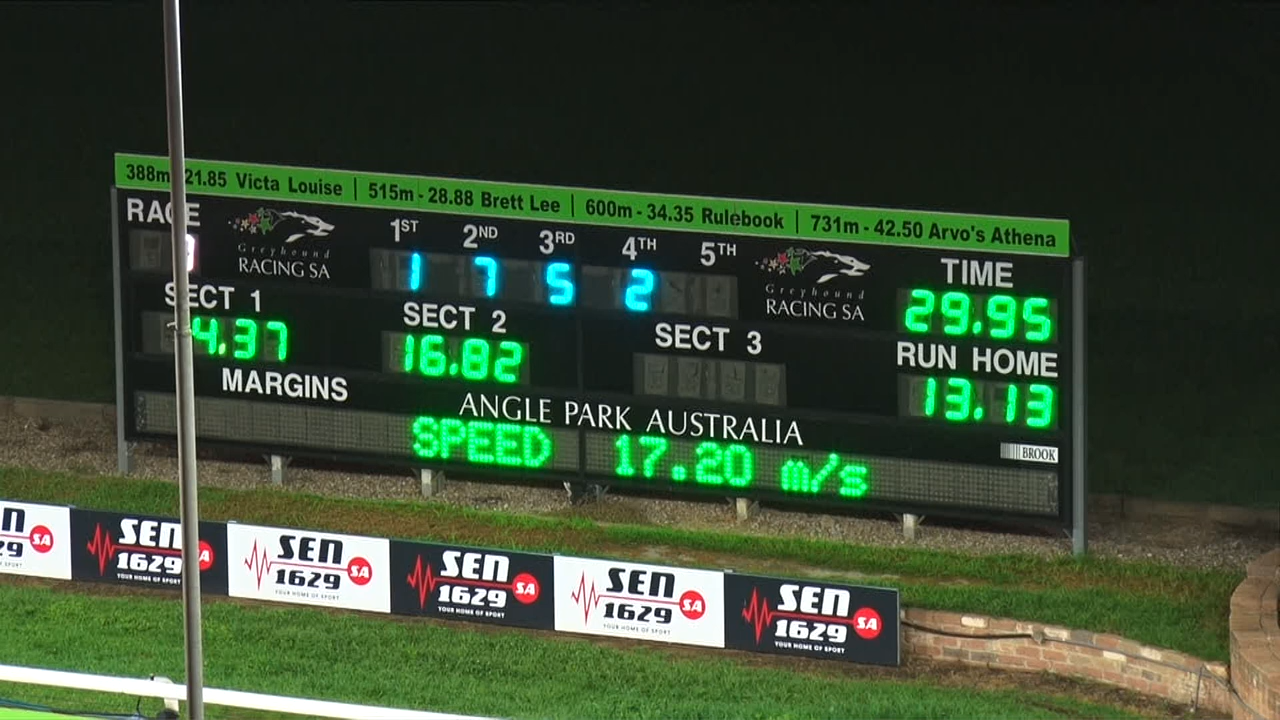 388m 21.85 Victa Louise | 515m - 28.88 Brett Lee | 600m - 34.35 Rulebook | 731m - 42.50 Arvo's Athena
RACE
Greyhound
RACING SA
1ST 2ND 3RD 4TH 5TH
1 7 5 2
Greyhound
RACING SA
TIME
29.95
SECT 1
4.37
SECT 2
16.82
SECT 3
RUN HOME
13.13
MARGINS
ANGLE PARK AUSTRALIA
SPEED 17.20 m/s
BROOK
SA
SEN
1629 SA
YOUR HOME OF SPORT
SEN
1629 SA
YOUR HOME OF SPORT
SEN
1629 SA
YOUR HOME OF SPORT
SEN
1629 SA
YOUR HOME OF SPORT
SEN
1629 SA
YOUR HOME OF SPORT